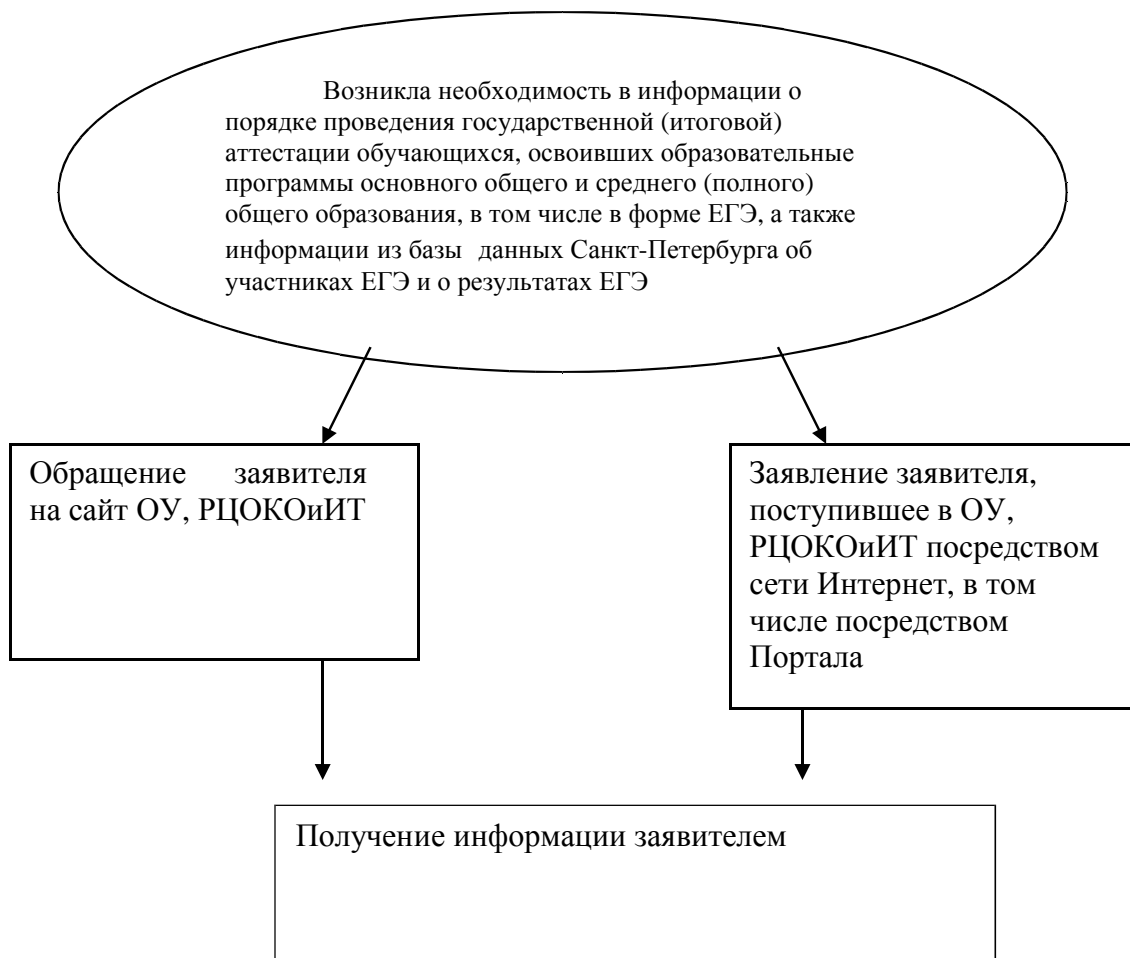 Возникла необходимость в информации о
порядке проведения государственной (итоговой)
аттестации обучающихся, освоивших образовательные
программы основного общего и среднего (полного)
общего образования, в том числе в форме ЕГЭ, а также
информации из базы данных Санкт-Петербурга об
участниках ЕГЭ и о результатах ЕГЭ
Обращение заявителя
на сайт ОУ, РЦОКОиИТ
Заявление заявителя,
поступившее в ОУ,
РЦОКОиИТ посредством
сети Интернет, в том
числе посредством
Портала
Получение информации заявителем